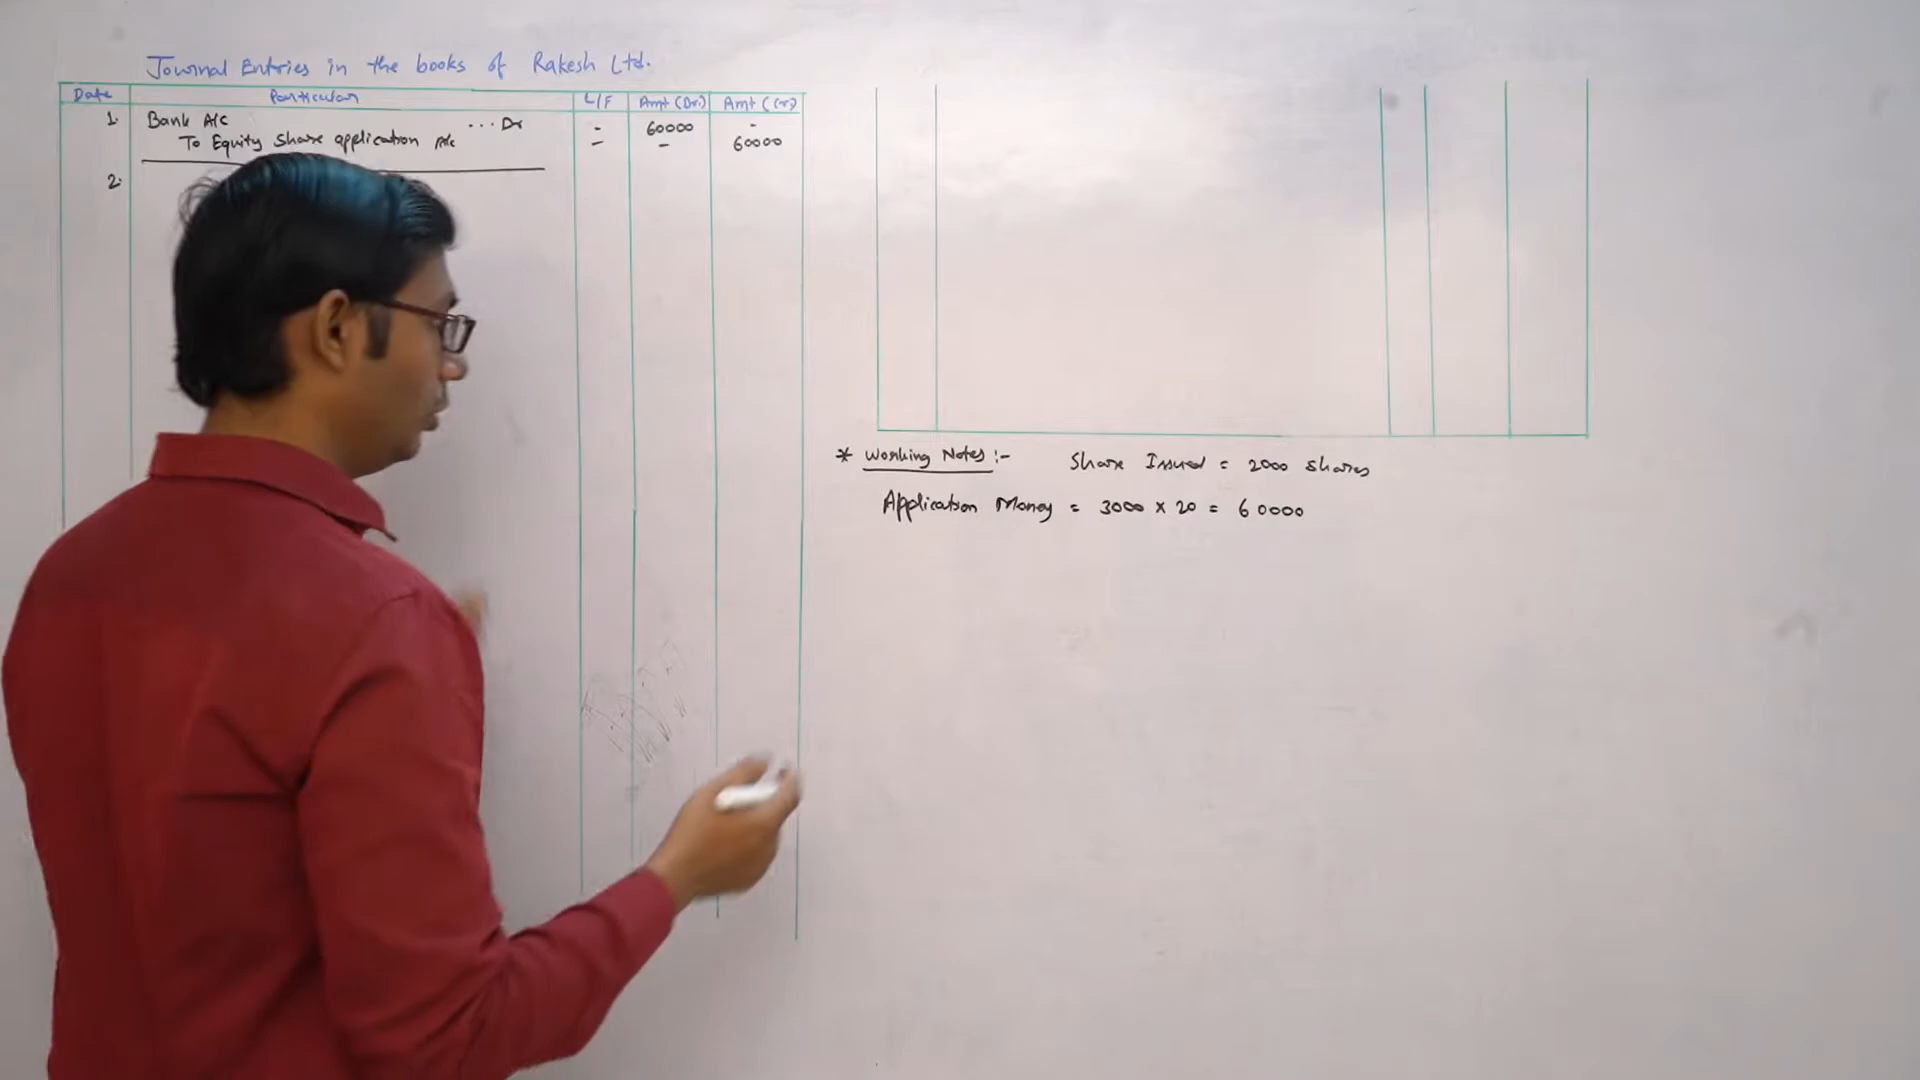 Journal Entries in the books of Rakesh Ltd.
Date Particular L/F Amt (Dr.) Amt (Cr)
1. Bank A/c ... Dr - 60000 -
To Equity Share application A/c - - 60000
2.
* Working Notes :- Share Issued = 2000 shares
Application Money = 3000 × 20 = 60000